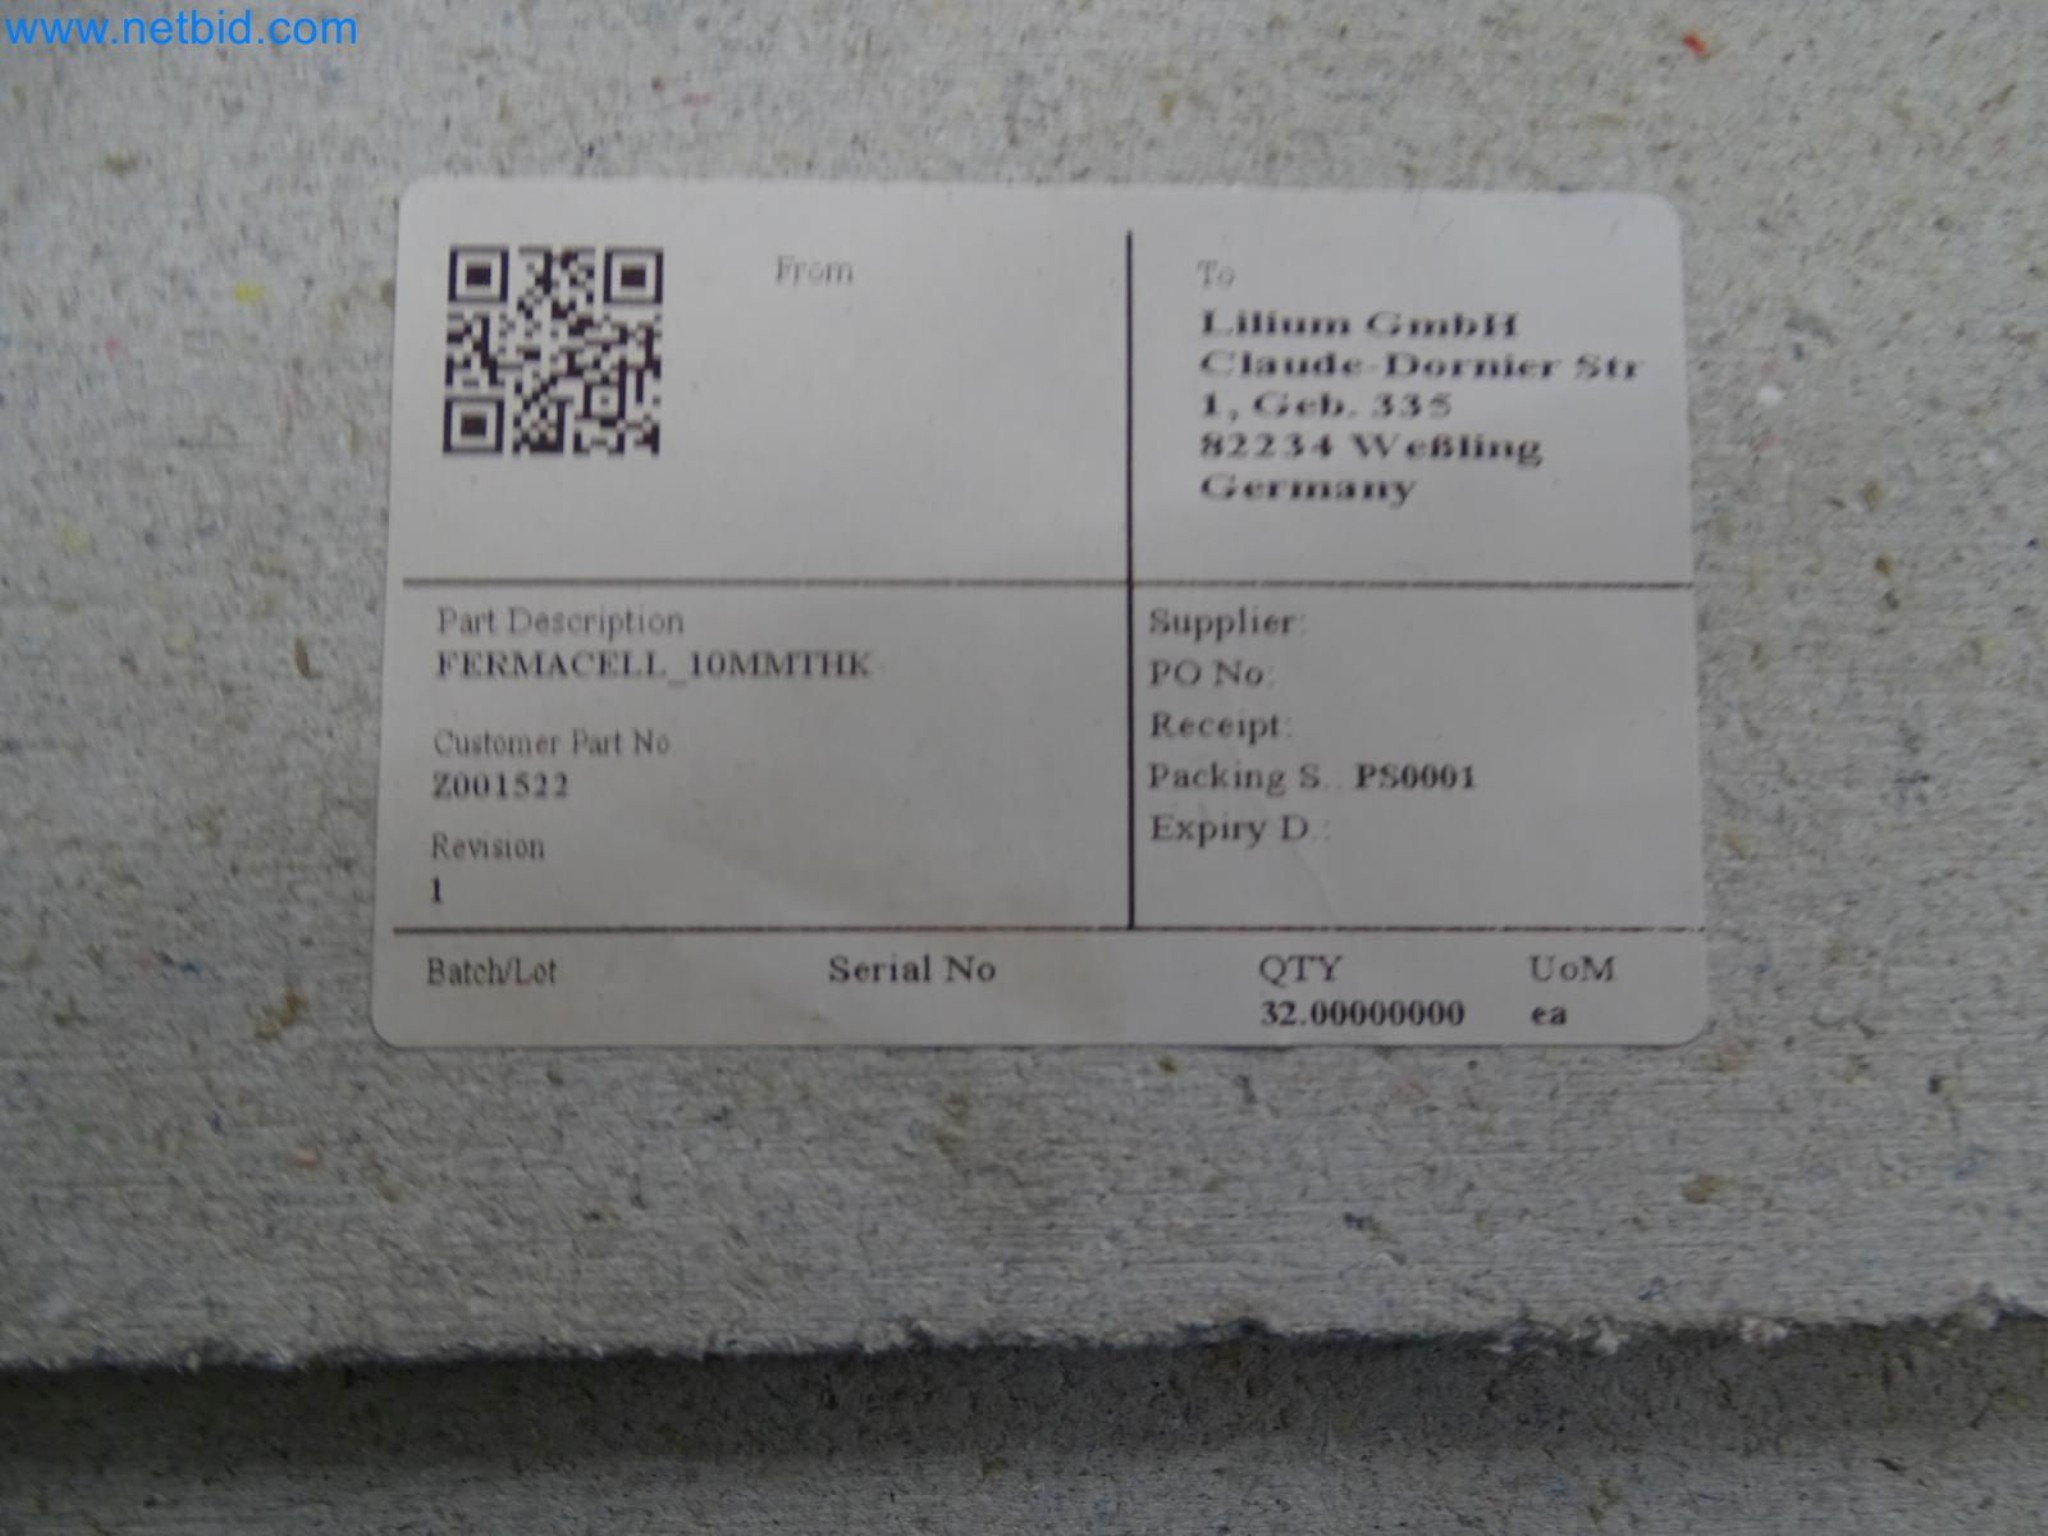 www.netbid.com
From
To
Lilium GmbH
Claude-Dornier Str
1, Geb. 335
82234 Weßling
Germany
Part Description
FERMACELL_10MMTHK
Customer Part No
Z001522
Revision
1
Supplier:
PO No:
Receipt:
Packing S.: PS0001
Expiry D.:
Batch/Lot
Serial No
QTY
32.00000000
UoM
ea